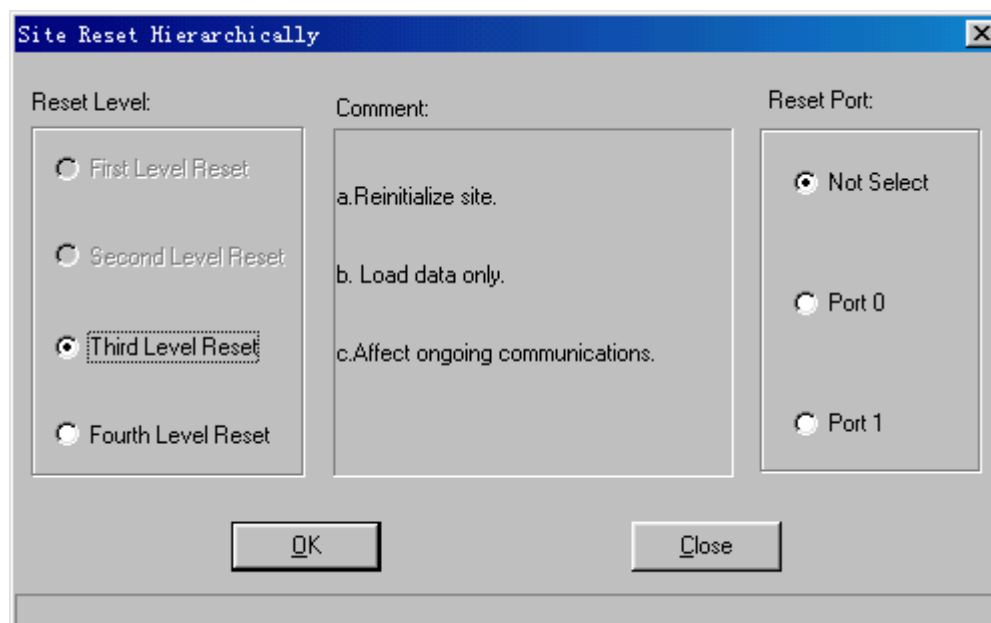 Site Reset Hierarchically
Reset Level:
First Level Reset
Second Level Reset
Third Level Reset
Fourth Level Reset
Comment:
a.Reinitialize site.
b. Load data only.
c.Affect ongoing communications.
Reset Port:
Not Select
Port 0
Port 1
OK
Close